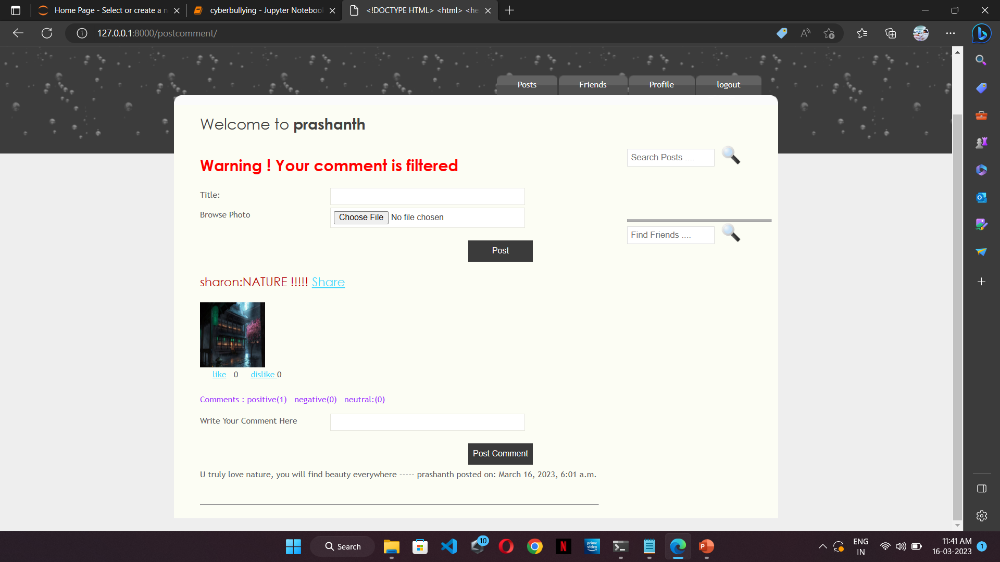 Home Page - Select or create a n
cyberbullying - Jupyter Notebook
<!DOCTYPE HTML> <html> <he
127.0.0.1:8000/postcomment/
Posts
Friends
Profile
logout
Welcome to prashanth
Warning ! Your comment is filtered
Search Posts ....
Title:
Browse Photo
Choose File No file chosen
Find Friends ....
Post
sharon:NATURE !!!!! Share
like 0 dislike 0
Comments : positive(1) negative(0) neutral:(0)
Write Your Comment Here
Post Comment
U truly love nature, you will find beauty everywhere ----- prashanth posted on: March 16, 2023, 6:01 a.m.
Search
10
prime video
ENG
IN
11:41 AM
16-03-2023
1